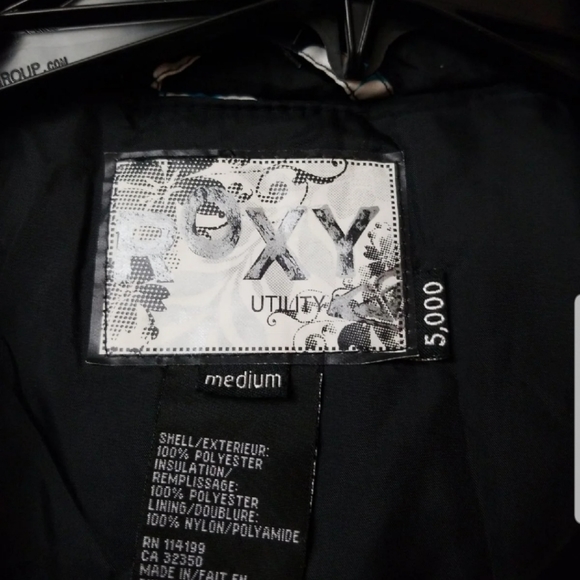 ROUP.COM
ROXY
UTILITY
5,000
medium
SHELL/EXTERIEUR:
100% POLYESTER
INSULATION/
REMPLISSAGE:
100% POLYESTER
LINING/DOUBLURE:
100% NYLON/POLYAMIDE
RN 114199
CA 32350
MADE IN/FAIT EN